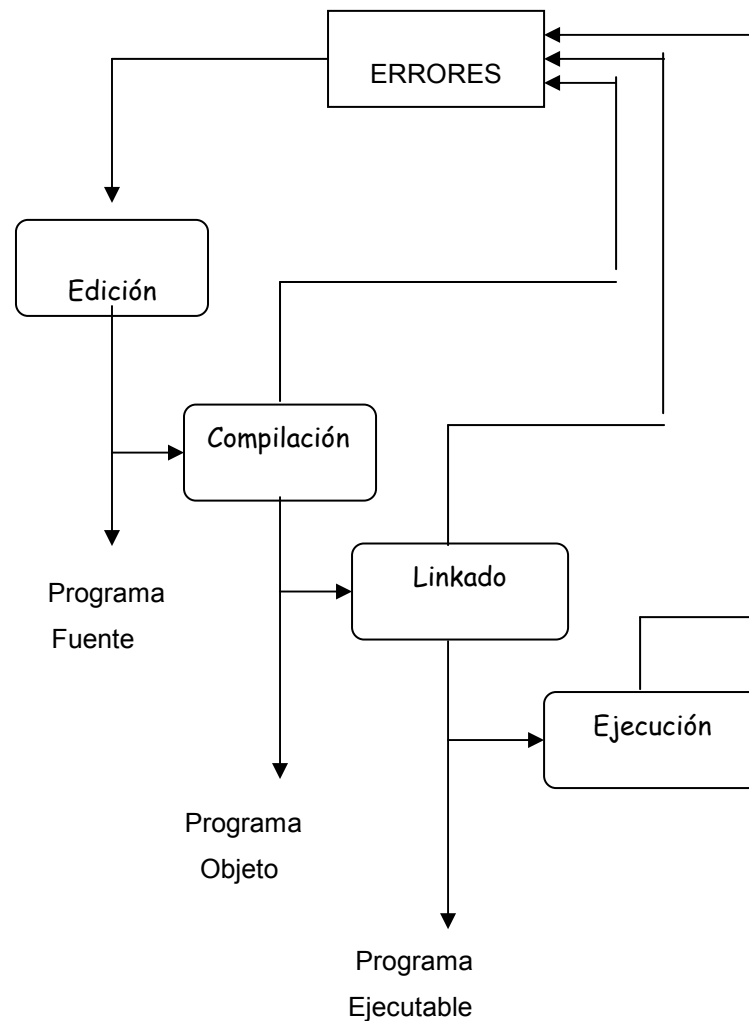 ERRORES
Edición
Compilación
Linkado
Programa
Fuente
Ejecución
Programa
Objeto
Programa
Ejecutable